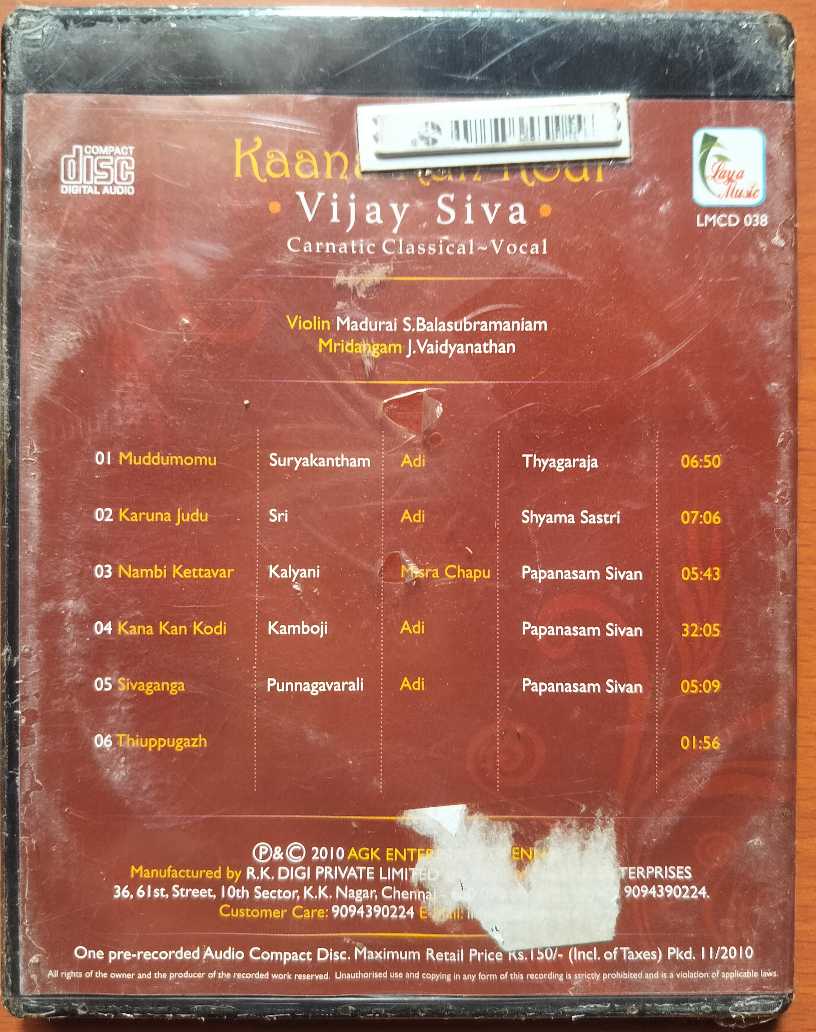 COMPACT
disc
DIGITAL AUDIO
Kaana
Vijay Siva
Carnatic Classical~Vocal
Laya
Music
LMCD 038
Violin Madurai S.Balasubramaniam
Mridangam J.Vaidyanathan
01 Muddumomu Suryakantham Adi Thyagaraja 06:50
02 Karuna Judu Sri Adi Shyama Sastri 07:06
03 Nambi Kettavar Kalyani Misra Chapu Papanasam Sivan 05:43
04 Kana Kan Kodi Kamboji Adi Papanasam Sivan 32:05
05 Sivaganga Punnagavarali Adi Papanasam Sivan 05:09
06 Thiuppugazh 01:56
℗&© 2010 AGK
Manufactured by R.K. DIGI PRIVATE LIMITED
36, 61st, Street, 10th Sector, K.K. Nagar, Chennai - 9094390224.
Customer Care: 9094390224
One pre-recorded Audio Compact Disc. Maximum Retail Price Rs.150/- (Incl. of Taxes) Pkd. 11/2010
All rights of the owner and the producer of the recorded work reserved. Unauthorised use and copying in any form of this recording is strictly prohibited and is a violation of applicable laws.